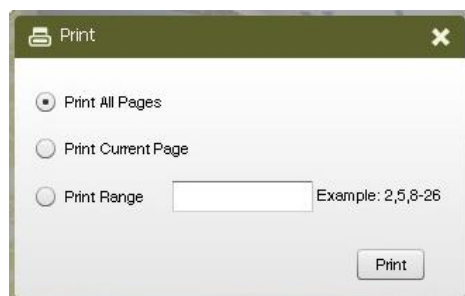 Print
Print All Pages
Print Current Page
Print Range Example: 2,5,8-26
Print